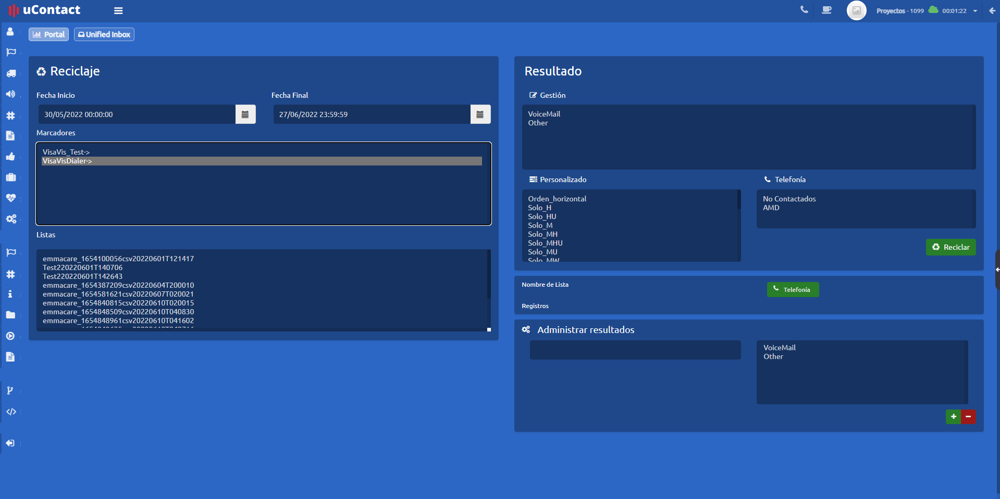 uContact
Proyectos - 1099 00:01:22
Portal
Unified Inbox
Reciclaje
Fecha Inicio
Fecha Final
30/05/2022 00:00:00
27/06/2022 23:59:59
Marcadores
VisaVis_Test->
VisaVisDialer->
Listas
emmacare_1654100056csv20220601T121417
Test220220601T140706
Test220220601T142643
emmacare_1654387209csv20220604T200010
emmacare_1654581621csv20220607T020021
emmacare_1654840815csv20220610T020015
emmacare_1654848509csv20220610T040830
emmacare_1654848961csv20220610T041602
Resultado
Gestión
VoiceMail
Other
Personalizado
Orden_horizontal
Solo_H
Solo_HU
Solo_M
Solo_MH
Solo_MHU
Solo_MU
Solo_MW
Telefonía
No Contactados
AMD
Reciclar
Nombre de Lista
Telefonía
Registros
Administrar resultados
VoiceMail
Other